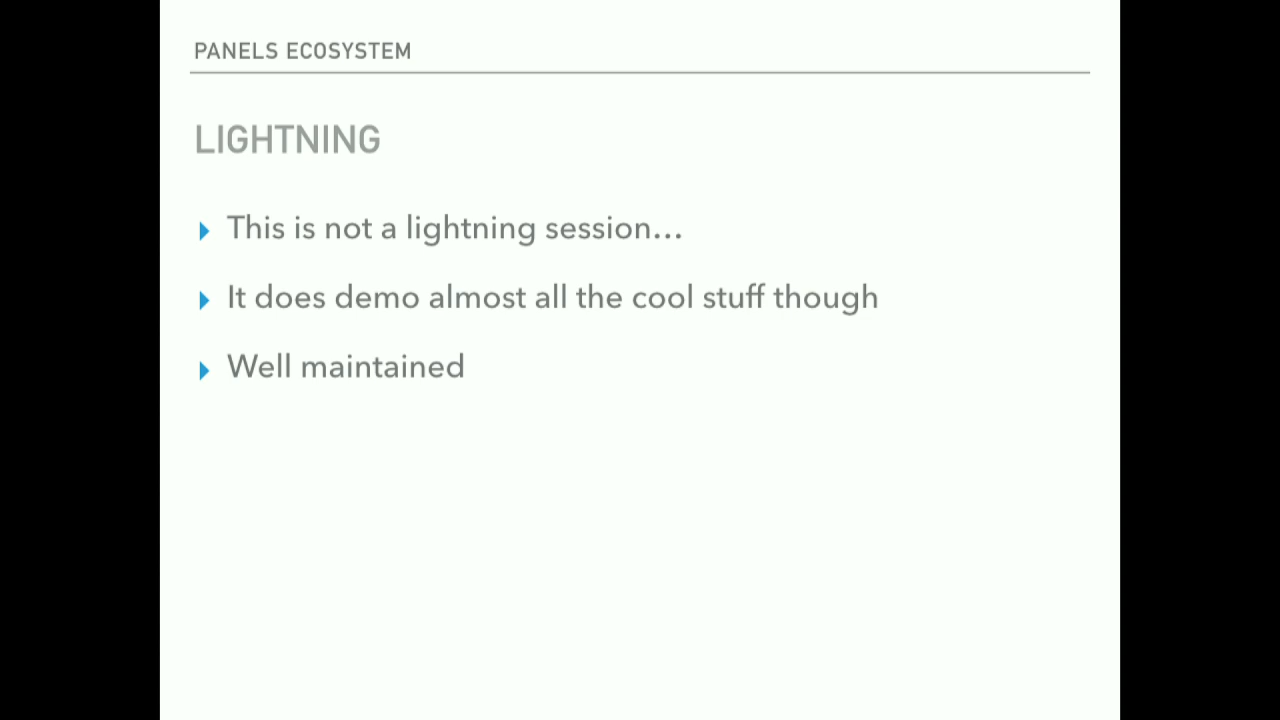 PANELS ECOSYSTEM
LIGHTNING
This is not a lightning session…
It does demo almost all the cool stuff though
Well maintained